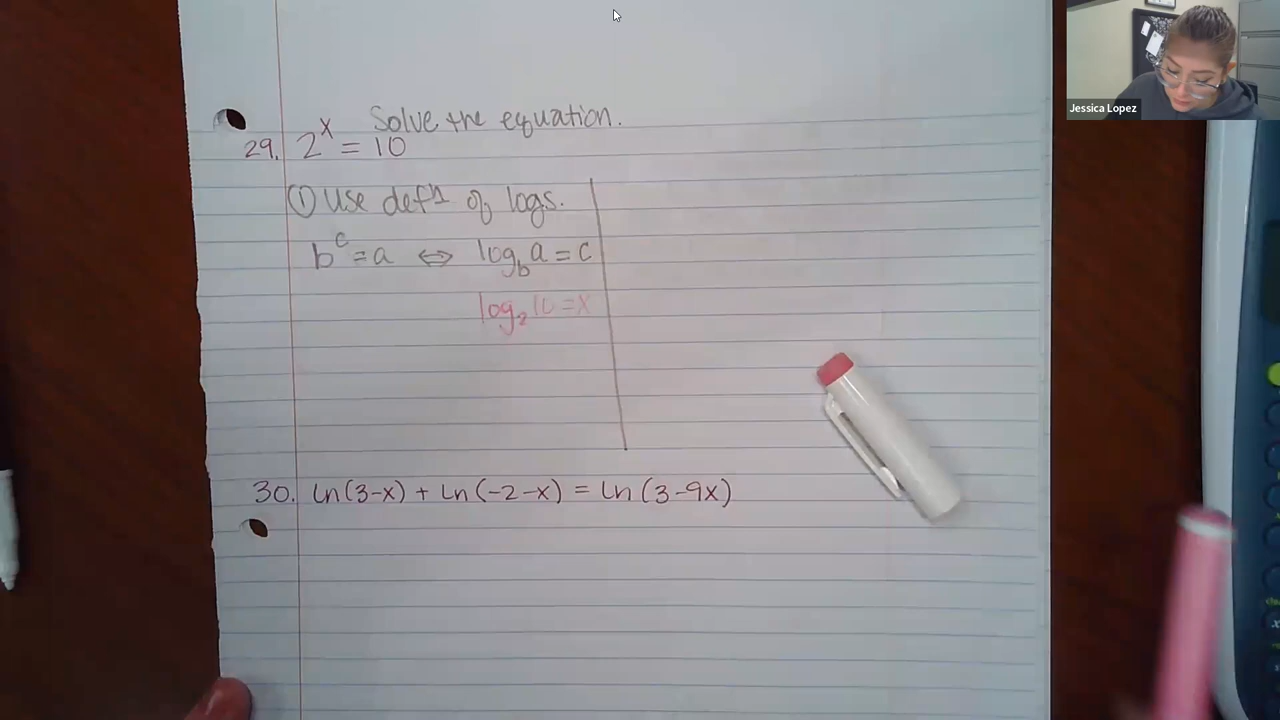 Solve the equation.
29. 2^x = 10
① Use defⁿ of logs.
b^c = a ⇔ log_b a = c
log_2 10 = x
30. ln(3-x) + ln(-2-x) = ln(3-9x)
Jessica Lopez